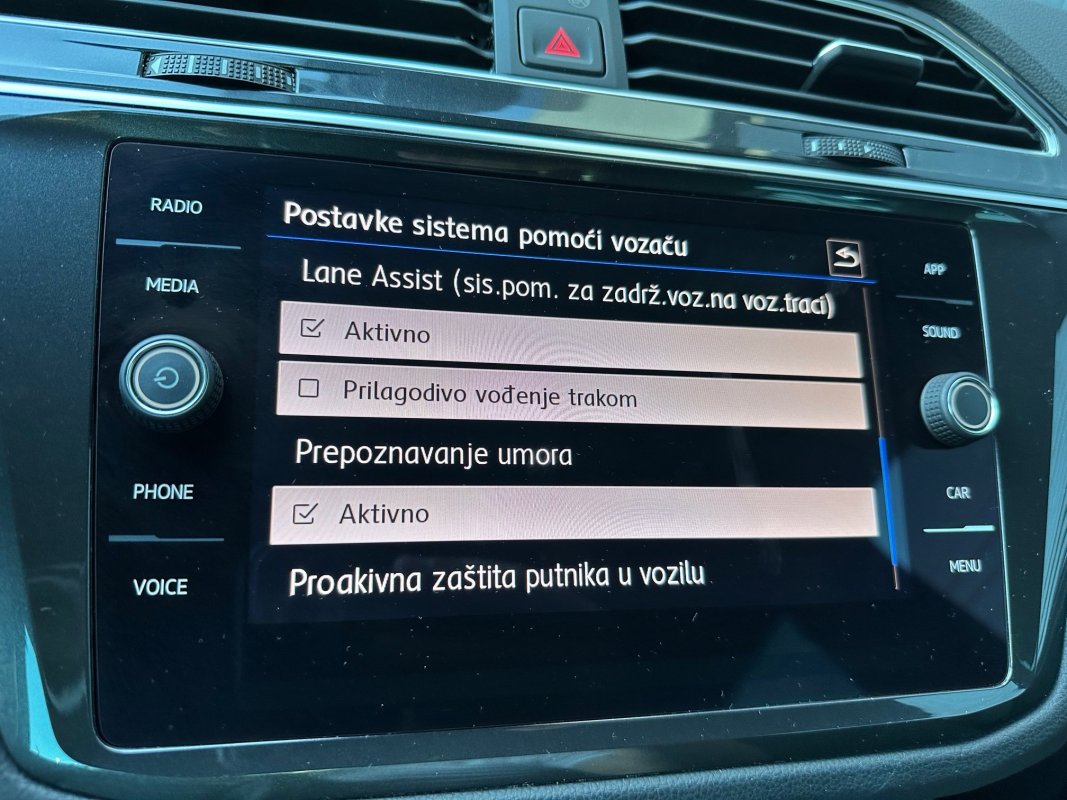 RADIO
MEDIA
PHONE
VOICE
Postavke sistema pomoći vozaču
Lane Assist (sis.pom. za zadrž.voz.na voz.traci)
Aktivno
Prilagodivo vođenje trakom
Prepoznavanje umora
Aktivno
Proakivna zaštita putnika u vozilu
APP
SOUND
CAR
MENU